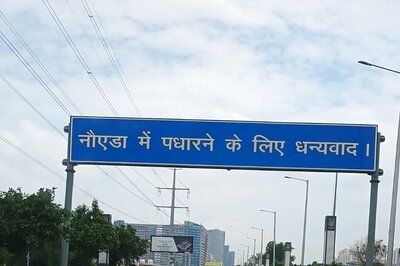 नौएडा में पधारने के लिए धन्यवाद ।